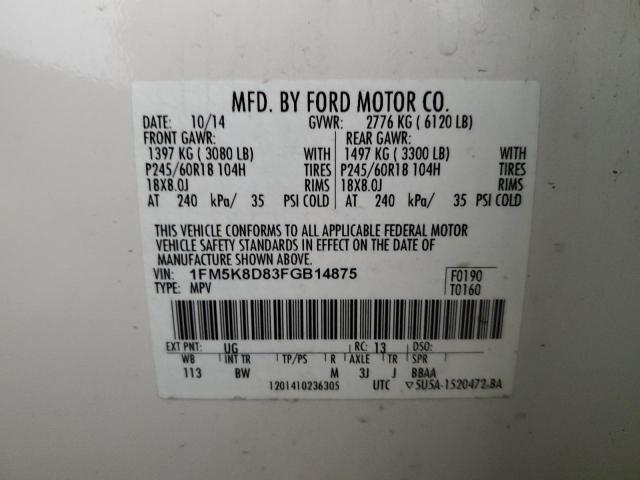 MFD. BY FORD MOTOR CO.
DATE: 10/14 GVWR: 2776 KG ( 6120 LB)
FRONT GAWR: REAR GAWR:
1397 KG ( 3080 LB) WITH 1497 KG ( 3300 LB) WITH
P245/60R18 104H TIRES P245/60R18 104H TIRES
18X8.0J RIMS 18X8.0J RIMS
AT 240 kPa/ 35 PSI COLD AT 240 kPa/ 35 PSI COLD
THIS VEHICLE CONFORMS TO ALL APPLICABLE FEDERAL MOTOR
VEHICLE SAFETY STANDARDS IN EFFECT ON THE DATE OF
MANUFACTURE SHOWN ABOVE.
VIN: 1FM5K8D83FGB14875 F0190
TYPE: MPV T0160
EXT PNT: UG RC: 13 DSO:
WB INT TR TP/PS R AXLE TR SPR
113 BW M 3J J BBAA
1201410236305 UTC ▽5U5A-1520472-BA